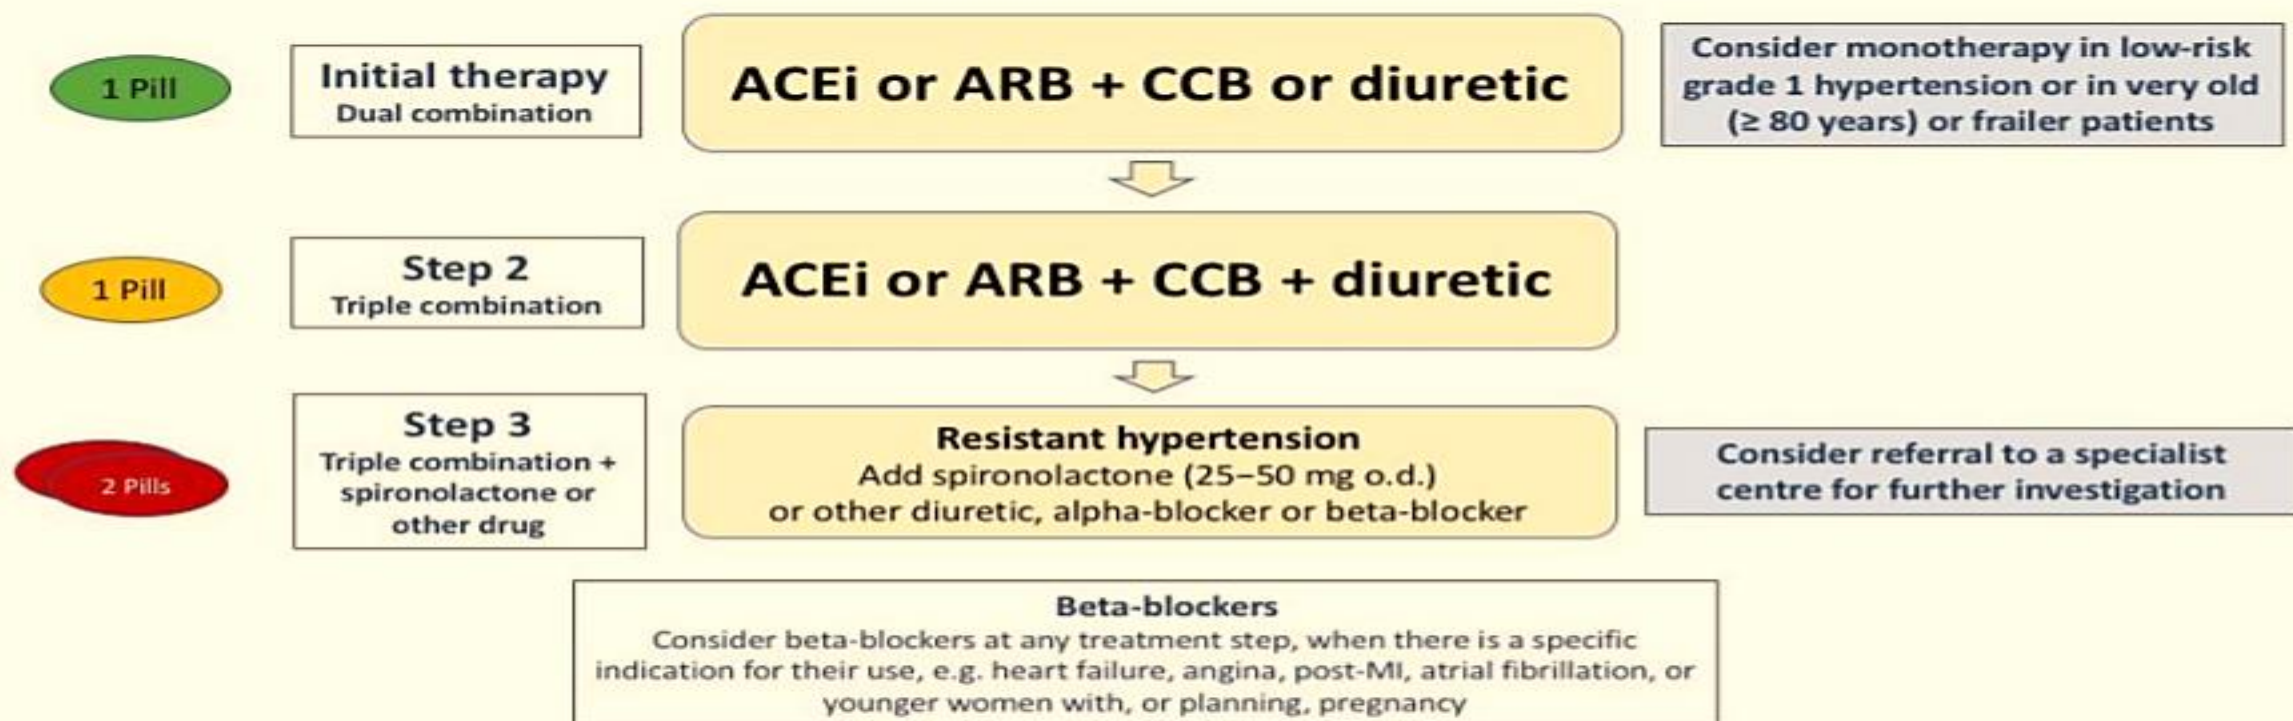 1 Pill
Initial therapy
Dual combination
ACEi or ARB + CCB or diuretic
Consider monotherapy in low-risk
grade 1 hypertension or in very old
(≥ 80 years) or frailer patients
1 Pill
Step 2
Triple combination
ACEi or ARB + CCB + diuretic
2 Pills
Step 3
Triple combination +
spironolactone or
other drug
Resistant hypertension
Add spironolactone (25–50 mg o.d.)
or other diuretic, alpha-blocker or beta-blocker
Consider referral to a specialist
centre for further investigation
Beta-blockers
Consider beta-blockers at any treatment step, when there is a specific
indication for their use, e.g. heart failure, angina, post-MI, atrial fibrillation, or
younger women with, or planning, pregnancy